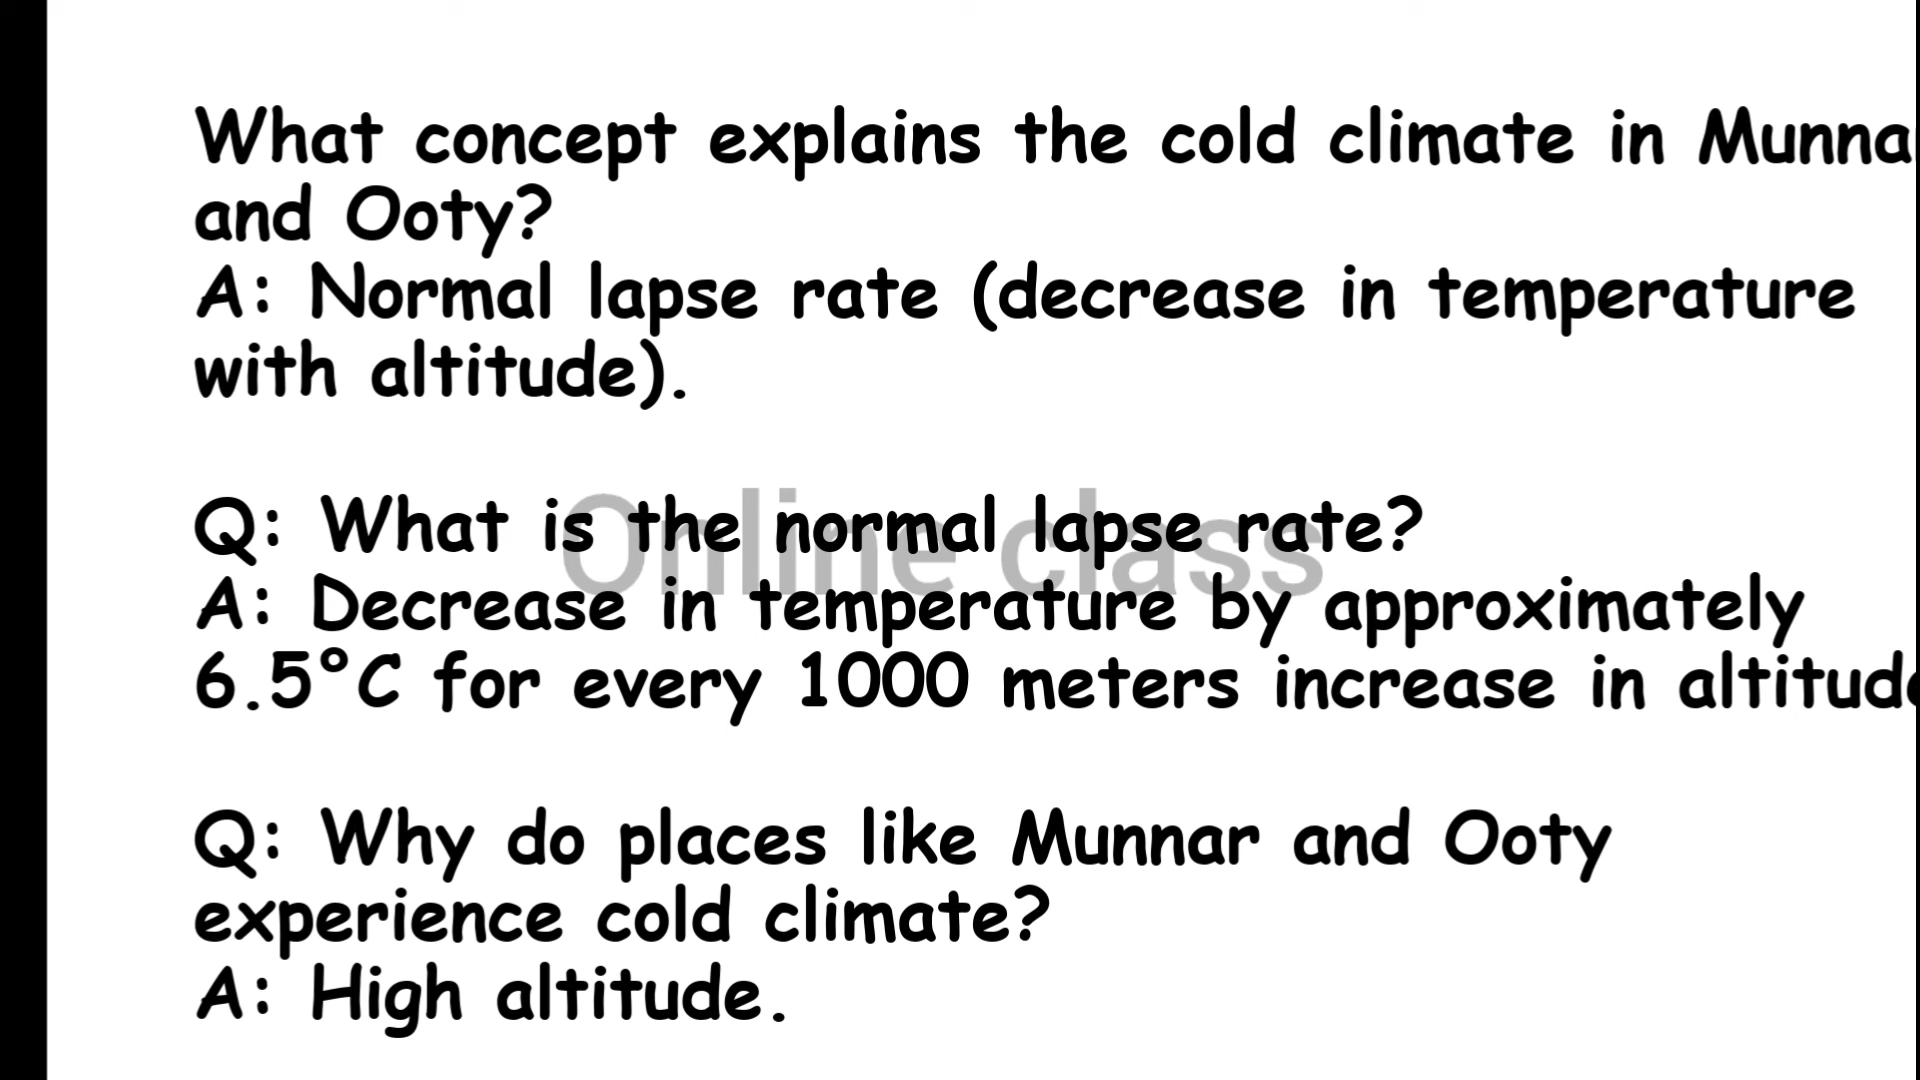 What concept explains the cold climate in Munna
and Ooty?
A: Normal lapse rate (decrease in temperature
with altitude).
Online class
Q: What is the normal lapse rate?
A: Decrease in temperature by approximately
6.5°C for every 1000 meters increase in altitude
Q: Why do places like Munnar and Ooty
experience cold climate?
A: High altitude.